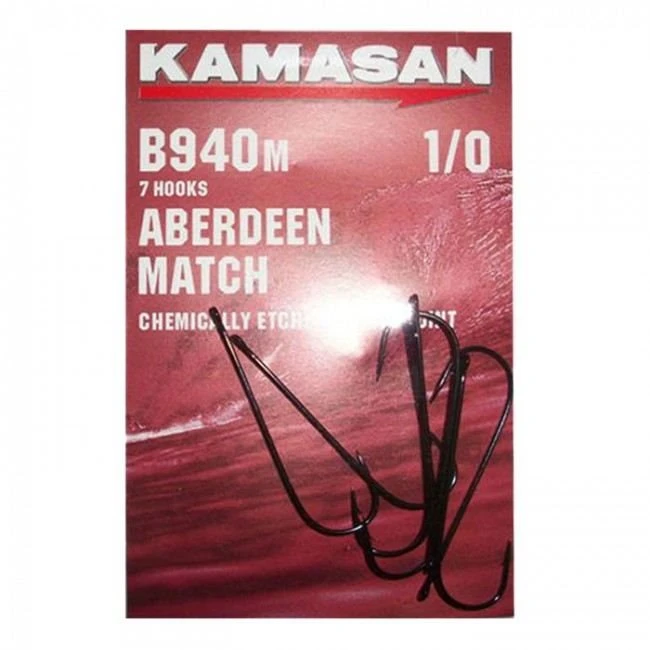 KAMASAN
B940M 1/0
7 HOOKS
ABERDEEN
MATCH
CHEMICALLY